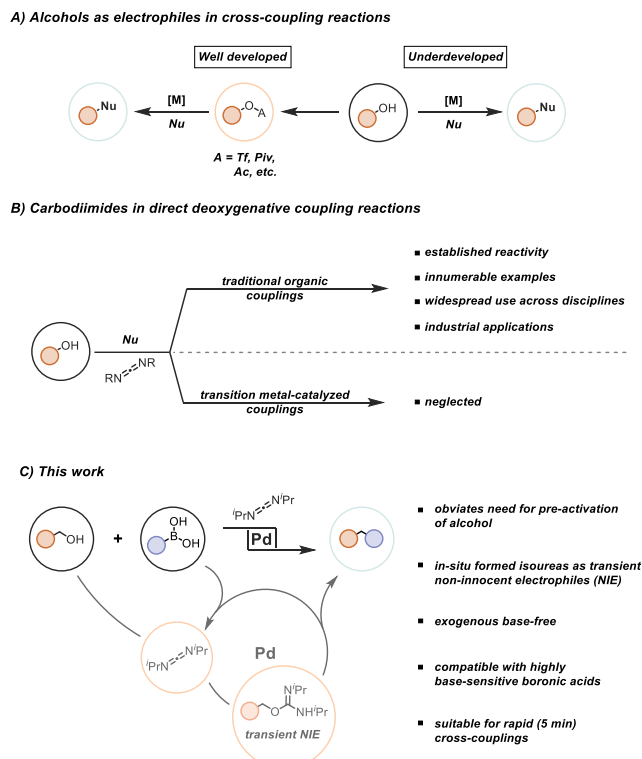 A) Alcohols as electrophiles in cross-coupling reactions
Well developed
Underdeveloped
Nu
[M]
Nu
O
A
OH
[M]
Nu
Nu
A = Tf, Piv,
Ac, etc.
B) Carbodiimides in direct deoxygenative coupling reactions
traditional organic
couplings
■ established reactivity
■ innumerable examples
■ widespread use across disciplines
■ industrial applications
OH
Nu
RN NR
transition metal-catalyzed
couplings
■ neglected
C) This work
OH
+
OH
B
OH
iPrN NiPr
Pd
iPrN NiPr
Pd
NiPr
O NHiPr
transient NIE
■ obviates need for pre-activation
of alcohol
■ in-situ formed isoureas as transient
non-innocent electrophiles (NIE)
■ exogenous base-free
■ compatible with highly
base-sensitive boronic acids
■ suitable for rapid (5 min)
cross-couplings